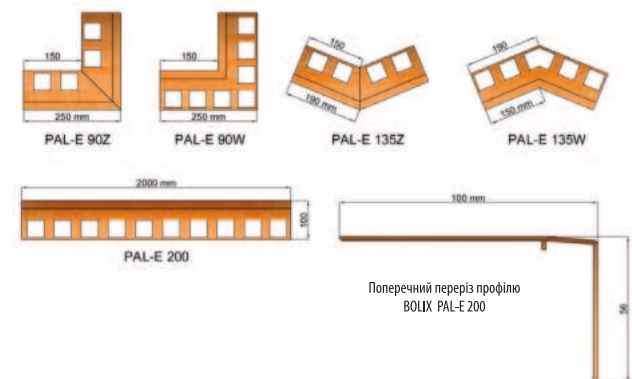 150
250 mm
PAL-E 90Z
150
250 mm
PAL-E 90W
150
190 mm
PAL-E 135Z
190
150 mm
PAL-E 135W
2000 mm
100
PAL-E 200
100 mm
56
Поперечний переріз профілю
BOLIX PAL-E 200